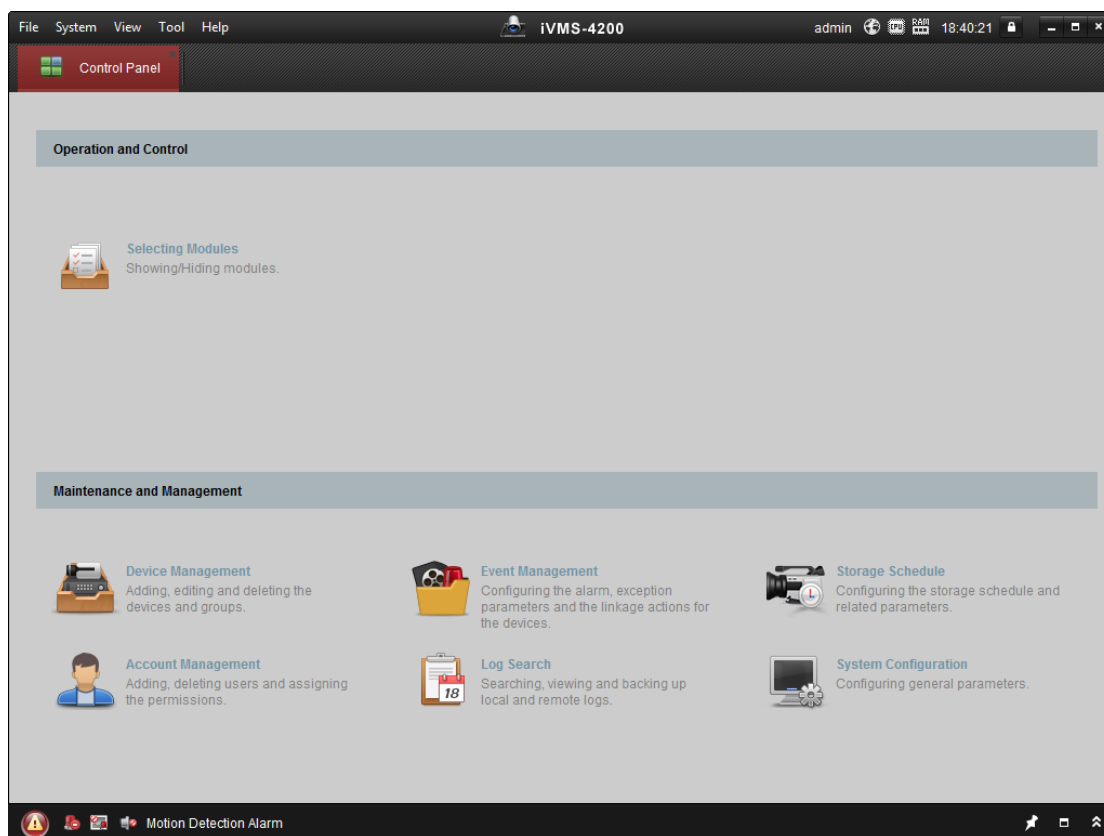 File System View Tool Help iVMS-4200 admin CPU RAM 18:40:21
Control Panel
Operation and Control
Selecting Modules
Showing/Hiding modules.
Maintenance and Management
Device Management
Adding, editing and deleting the
devices and groups.
Event Management
Configuring the alarm, exception
parameters and the linkage actions for
the devices.
Storage Schedule
Configuring the storage schedule and
related parameters.
Account Management
Adding, deleting users and assigning
the permissions.
18
Log Search
Searching, viewing and backing up
local and remote logs.
System Configuration
Configuring general parameters.
Motion Detection Alarm